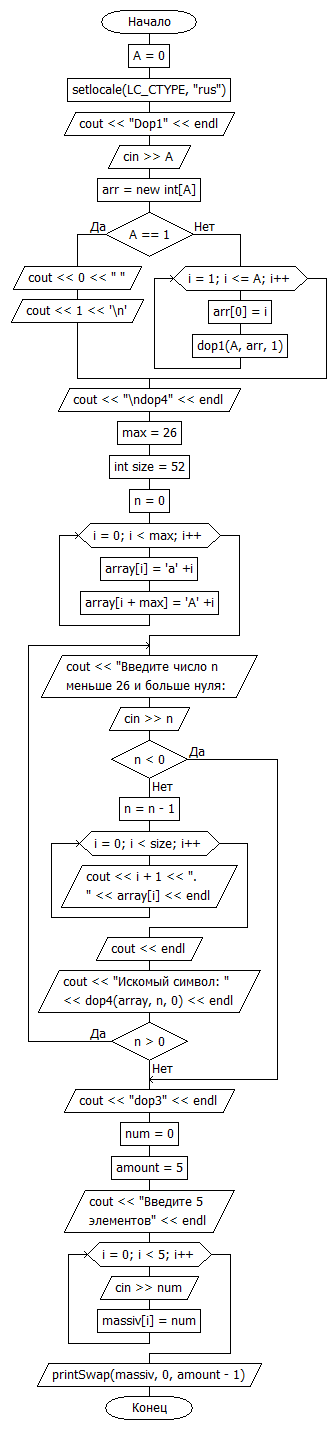 Начало
A = 0
setlocale(LC_CTYPE, "rus")
cout << "Dop1" << endl
cin >> A
arr = new int[A]
Да
A == 1
Нет
cout << 0 << " "
cout << 1 << '\n'
i = 1; i <= A; i++
arr[0] = i
dop1(A, arr, 1)
cout << "\ndop4" << endl
max = 26
int size = 52
n = 0
i = 0; i < max; i++
array[i] = 'a' +i
array[i + max] = 'A' +i
cout << "Введите число n
меньше 26 и больше нуля:
cin >> n
n < 0
Да
Нет
n = n - 1
i = 0; i < size; i++
cout << i + 1 << ".
" << array[i] << endl
cout << endl
cout << "Искомый символ: "
<< dop4(array, n, 0) << endl
Да
n > 0
Нет
cout << "dop3" << endl
num = 0
amount = 5
cout << "Введите 5
элементов" << endl
i = 0; i < 5; i++
cin >> num
massiv[i] = num
printSwap(massiv, 0, amount - 1)
Конец